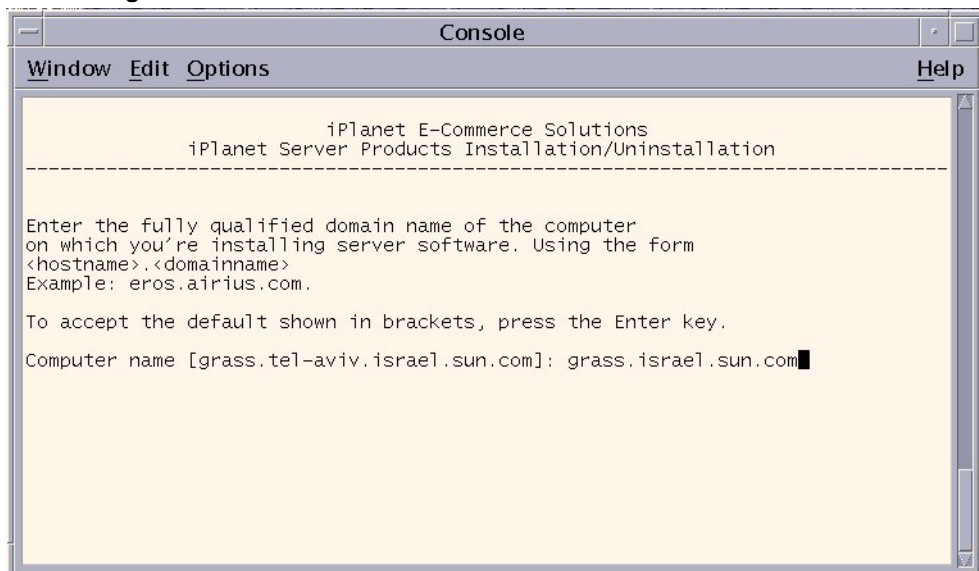 Console
Window Edit Options Help
iPlanet E-Commerce Solutions
iPlanet Server Products Installation/Uninstallation
--------------------------------------------------------------------------------
Enter the fully qualified domain name of the computer
on which you're installing server software. Using the form
<hostname>.<domainname>
Example: eros.airius.com.
To accept the default shown in brackets, press the Enter key.
Computer name [grass.tel-aviv.israel.sun.com]: grass.israel.sun.com